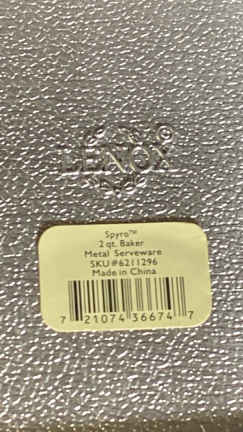 LENOX
Spyro™
2 qt. Baker
Metal Serveware
SKU #6211296
Made in China
7 21074 36674 7